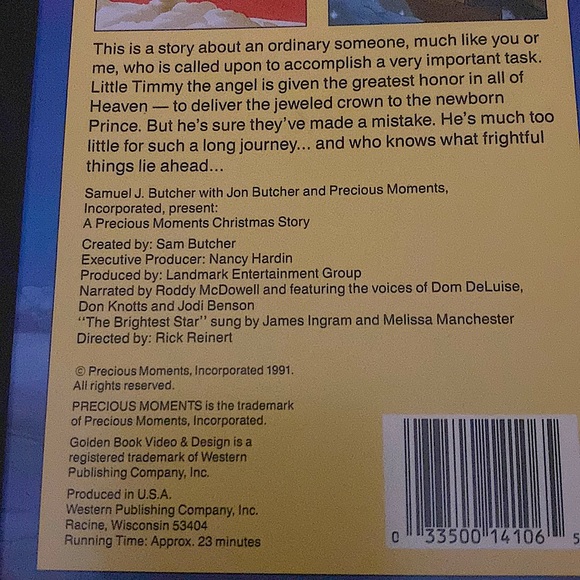 This is a story about an ordinary someone, much like you or
me, who is called upon to accomplish a very important task.
Little Timmy the angel is given the greatest honor in all of
Heaven — to deliver the jeweled crown to the newborn
Prince. But he's sure they've made a mistake. He's much too
little for such a long journey... and who knows what frightful
things lie ahead...
Samuel J. Butcher with Jon Butcher and Precious Moments,
Incorporated, present:
A Precious Moments Christmas Story
Created by: Sam Butcher
Executive Producer: Nancy Hardin
Produced by: Landmark Entertainment Group
Narrated by Roddy McDowell and featuring the voices of Dom DeLuise,
Don Knotts and Jodi Benson
"The Brightest Star" sung by James Ingram and Melissa Manchester
Directed by: Rick Reinert
© Precious Moments, Incorporated 1991.
All rights reserved.
PRECIOUS MOMENTS is the trademark
of Precious Moments, Incorporated.
Golden Book Video & Design is a
registered trademark of Western
Publishing Company, Inc.
Produced in U.S.A.
Western Publishing Company, Inc.
Racine, Wisconsin 53404
Running Time: Approx. 23 minutes
0 33500 14106 5